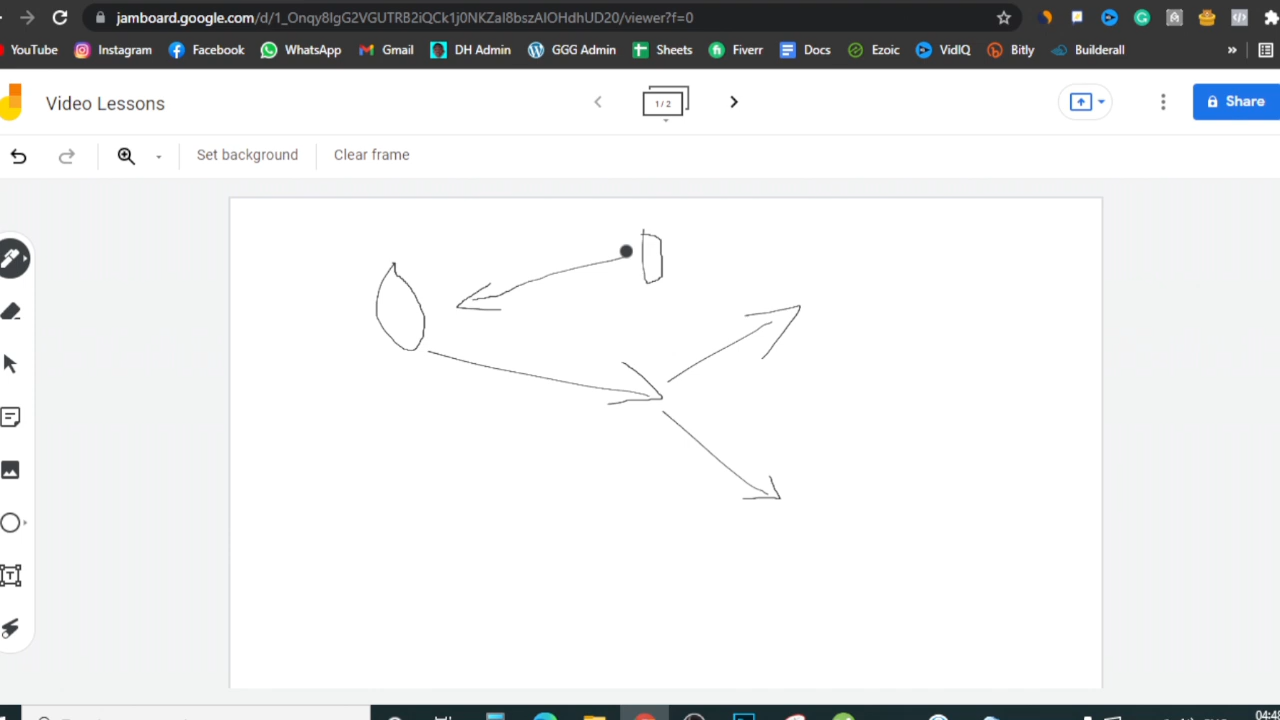 jamboard.google.com/d/1_Onqy8IgG2VGUTRB2iQCk1j0NKZaI8bszAIOHdhUD20/viewer?f=0
YouTube Instagram Facebook WhatsApp Gmail DH Admin GGG Admin Sheets Fiverr Docs Ezoic VidIQ Bitly Builderall »
Video Lessons 1 / 2 Share
Set background Clear frame